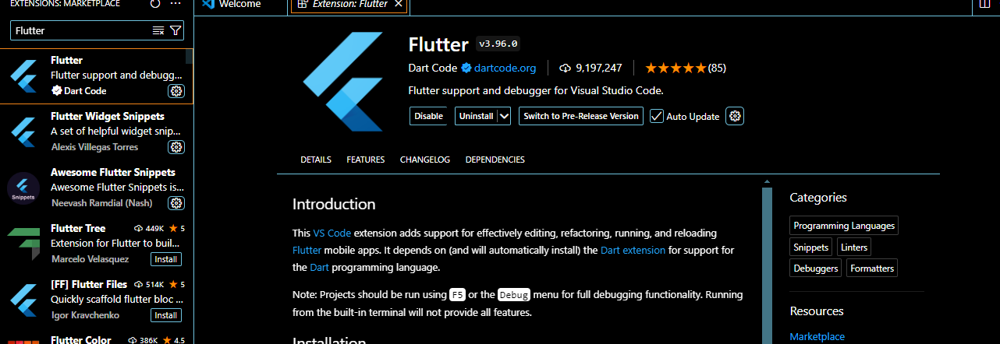 EXTENSIONS: MARKETPLACE
Flutter
Flutter
Flutter support and debugg...
Dart Code
Flutter Widget Snippets
A set of helpful widget snip...
Alexis Villegas Torres
Awesome Flutter Snippets
Awesome Flutter Snippets is...
Neevash Ramdial (Nash)
Snippets
Flutter Tree 449K ★ 5
Extension for Flutter to buil...
Marcelo Velasquez Install
[FF] Flutter Files 514K ★ 5
Quickly scaffold flutter bloc ...
Igor Kravchenko Install
Flutter Color 386K ★ 4.5
Welcome
Extension: Flutter
Flutter v3.96.0
Dart Code dartcode.org 9,197,247 ★★★★★(85)
Flutter support and debugger for Visual Studio Code.
Disable Uninstall Switch to Pre-Release Version Auto Update
DETAILS FEATURES CHANGELOG DEPENDENCIES
Introduction
This VS Code extension adds support for effectively editing, refactoring, running, and reloading
Flutter mobile apps. It depends on (and will automatically install) the Dart extension for support for
the Dart programming language.
Note: Projects should be run using F5 or the Debug menu for full debugging functionality. Running
from the built-in terminal will not provide all features.
Installation
Categories
Programming Languages
Snippets Linters
Debuggers Formatters
Resources
Marketplace